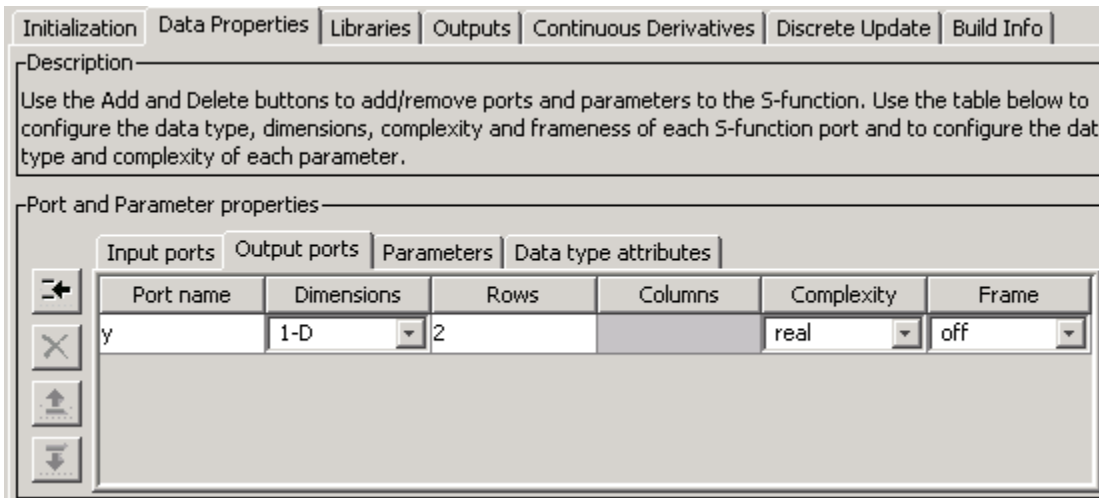 Initialization Data Properties Libraries Outputs Continuous Derivatives Discrete Update Build Info
Description
Use the Add and Delete buttons to add/remove ports and parameters to the S-function. Use the table below to
configure the data type, dimensions, complexity and frameness of each S-function port and to configure the dat
type and complexity of each parameter.
Port and Parameter properties
Input ports Output ports Parameters Data type attributes
Port name Dimensions Rows Columns Complexity Frame
y 1-D 2 real off